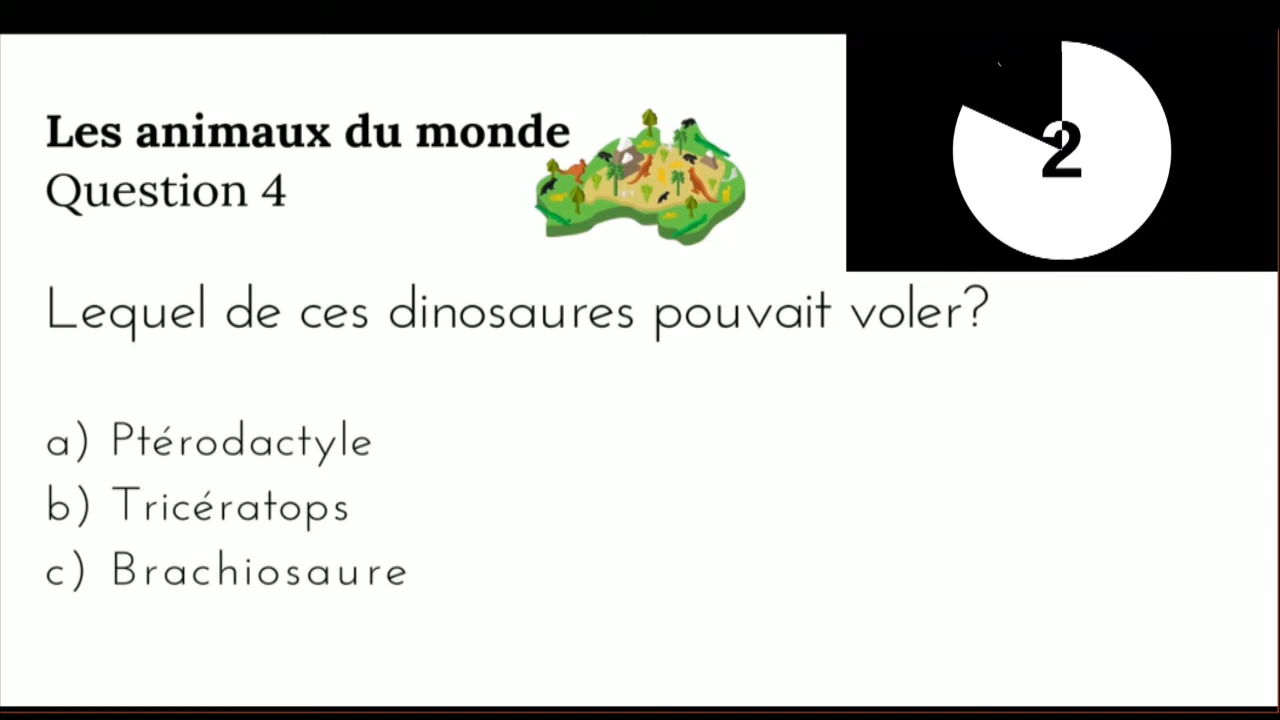 Les animaux du monde
Question 4
2
Lequel de ces dinosaures pouvait voler?
a) Ptérodactyle
b) Tricératops
c) Brachiosaure